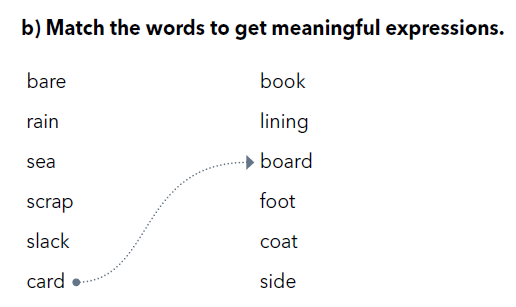 b) Match the words to get meaningful expressions.
bare book
rain lining
sea board
scrap foot
slack coat
card side